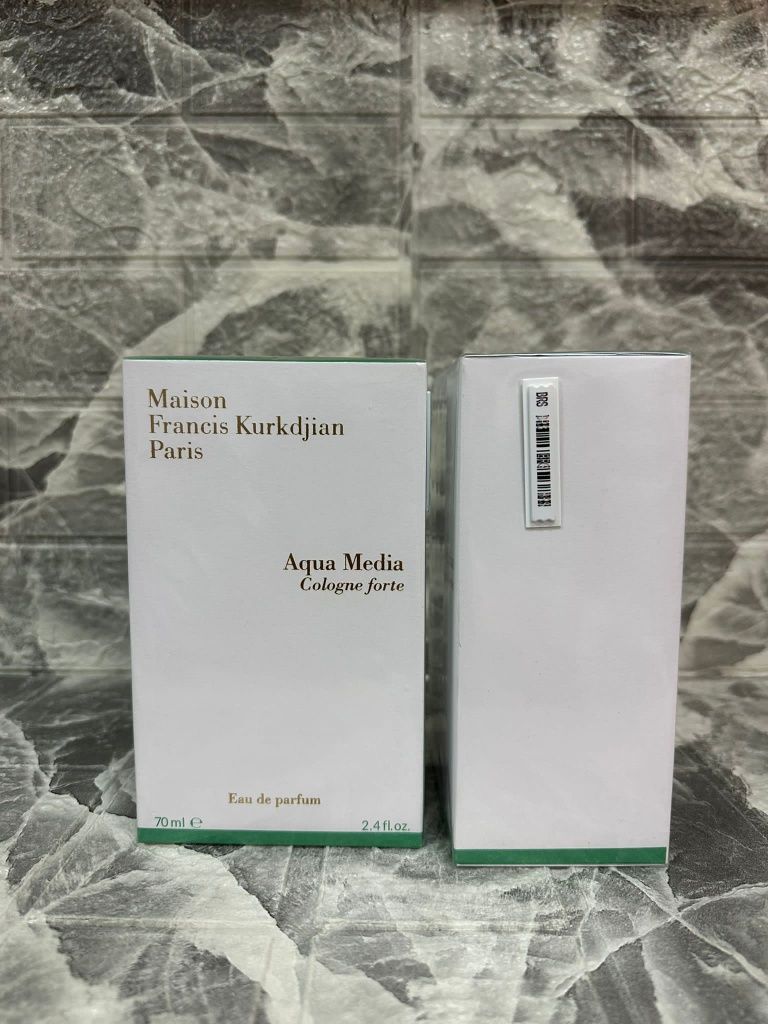 Maison
Francis Kurkdjian
Paris
Aqua Media
Cologne forte
Eau de parfum
70 ml ℮
2.4 fl. oz.